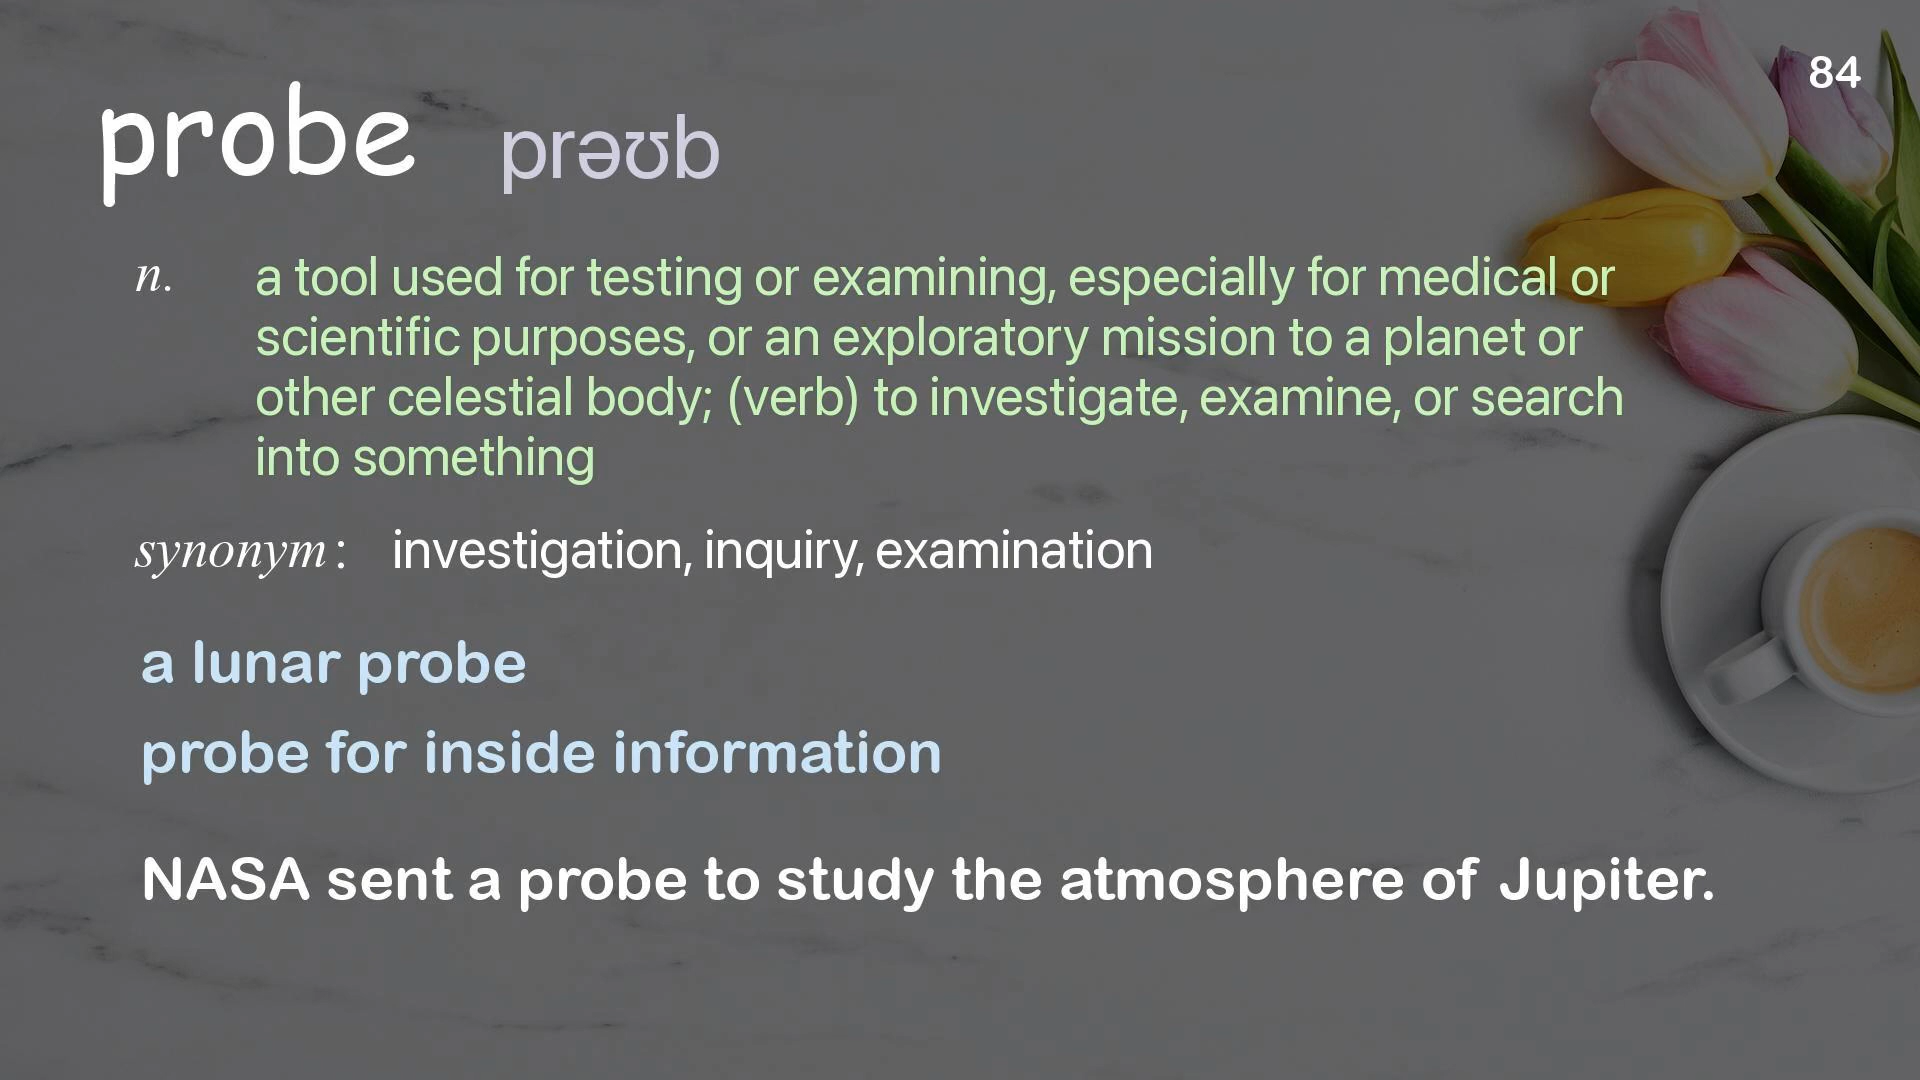 84
probe prəʊb
n. a tool used for testing or examining, especially for medical or
scientific purposes, or an exploratory mission to a planet or
other celestial body; (verb) to investigate, examine, or search
into something
synonym: investigation, inquiry, examination
a lunar probe
probe for inside information
NASA sent a probe to study the atmosphere of Jupiter.